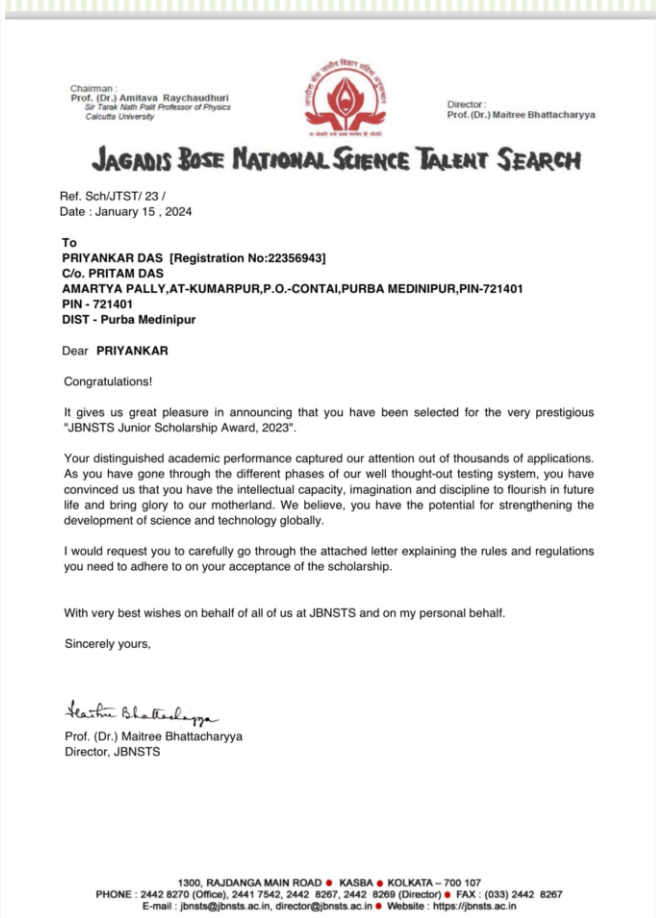 Chairman :
Prof. (Dr.) Amitava Raychaudhuri
Sir Tarak Nath Palit Professor of Physics
Calcutta University
Director :
Prof.(Dr.) Maitree Bhattacharyya
JAGADIS BOSE NATIONAL SCIENCE TALENT SEARCH
Ref. Sch/JTST/ 23 /
Date : January 15 , 2024
To
PRIYANKAR DAS [Registration No:22356943]
C/o. PRITAM DAS
AMARTYA PALLY,AT-KUMARPUR,P.O.-CONTAI,PURBA MEDINIPUR,PIN-721401
PIN - 721401
DIST - Purba Medinipur
Dear PRIYANKAR
Congratulations!
It gives us great pleasure in announcing that you have been selected for the very prestigious
"JBNSTS Junior Scholarship Award, 2023".
Your distinguished academic performance captured our attention out of thousands of applications.
As you have gone through the different phases of our well thought-out testing system, you have
convinced us that you have the intellectual capacity, imagination and discipline to flourish in future
life and bring glory to our motherland. We believe, you have the potential for strengthening the
development of science and technology globally.
I would request you to carefully go through the attached letter explaining the rules and regulations
you need to adhere to on your acceptance of the scholarship.
With very best wishes on behalf of all of us at JBNSTS and on my personal behalf.
Sincerely yours,
Maitree Bhattacharyya
Prof. (Dr.) Maitree Bhattacharyya
Director, JBNSTS
1300, RAJDANGA MAIN ROAD ● KASBA ● KOLKATA – 700 107
PHONE : 2442 8270 (Office), 2441 7542, 2442 8267, 2442 8269 (Director) ● FAX : (033) 2442 8267
E-mail : jbnsts@jbnsts.ac.in, director@jbnsts.ac.in ● Website : https://jbnsts.ac.in